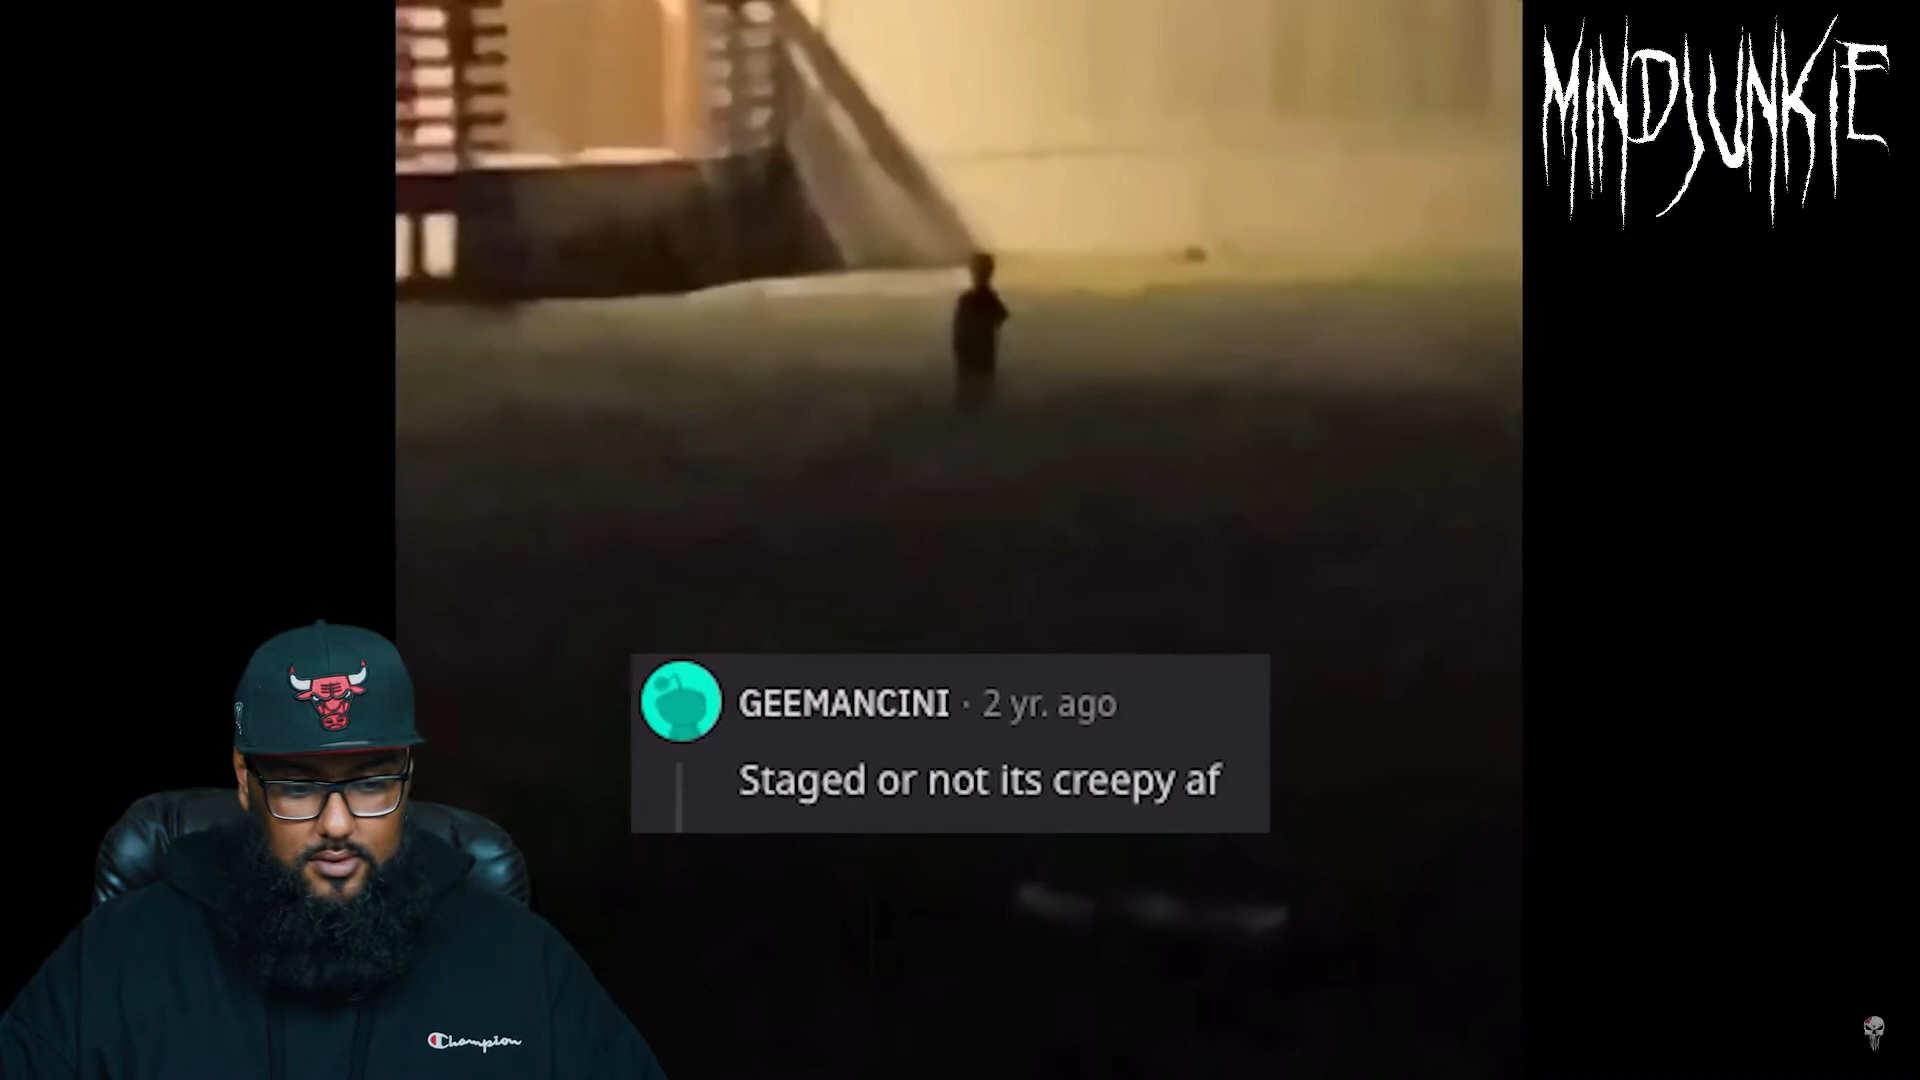 MINDJUNKIE
GEEMANCINI · 2 yr. ago
Staged or not its creepy af
Champion